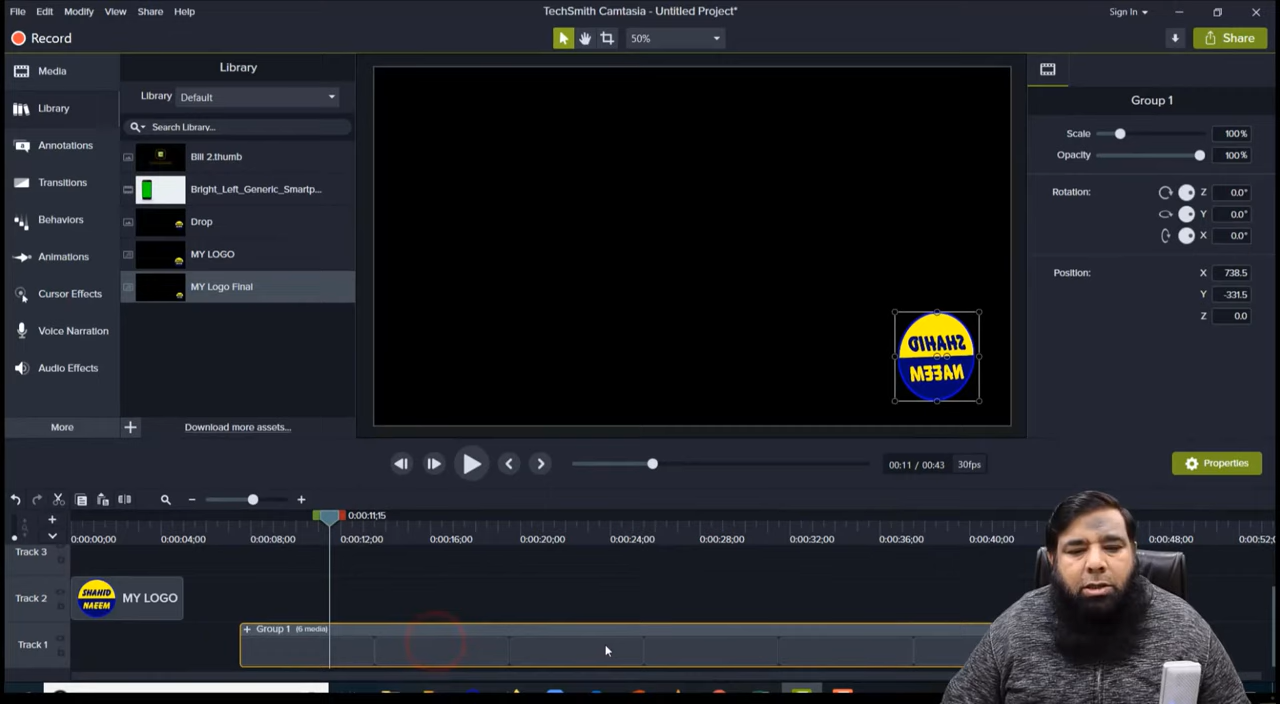 File Edit Modify View Share Help
TechSmith Camtasia - Untitled Project*
Sign In
Record
50%
Share
Media
Library
Annotations
Transitions
Behaviors
Animations
Cursor Effects
Voice Narration
Audio Effects
More
Library
Library Default
Search Library...
Bill 2.thumb
Bright_Left_Generic_Smartp...
Drop
MY LOGO
MY Logo Final
Download more assets...
SHAHID
NAEEM
Group 1
Scale 100%
Opacity 100%
Rotation: Z 0.0°
Y 0.0°
X 0.0°
Position: X 738.5
Y -331.5
Z 0.0
00:11 / 00:43 30fps
Properties
0:00:11;15
0:00:00;00 0:00:04;00 0:00:08;00 0:00:12;00 0:00:16;00 0:00:20;00 0:00:24;00 0:00:28;00 0:00:32;00 0:00:36;00 0:00:40;00 0:00:48;00 0:00:52;
Track 3
Track 2
SHAHID
NAEEM
MY LOGO
Track 1
Group 1 (6 media)